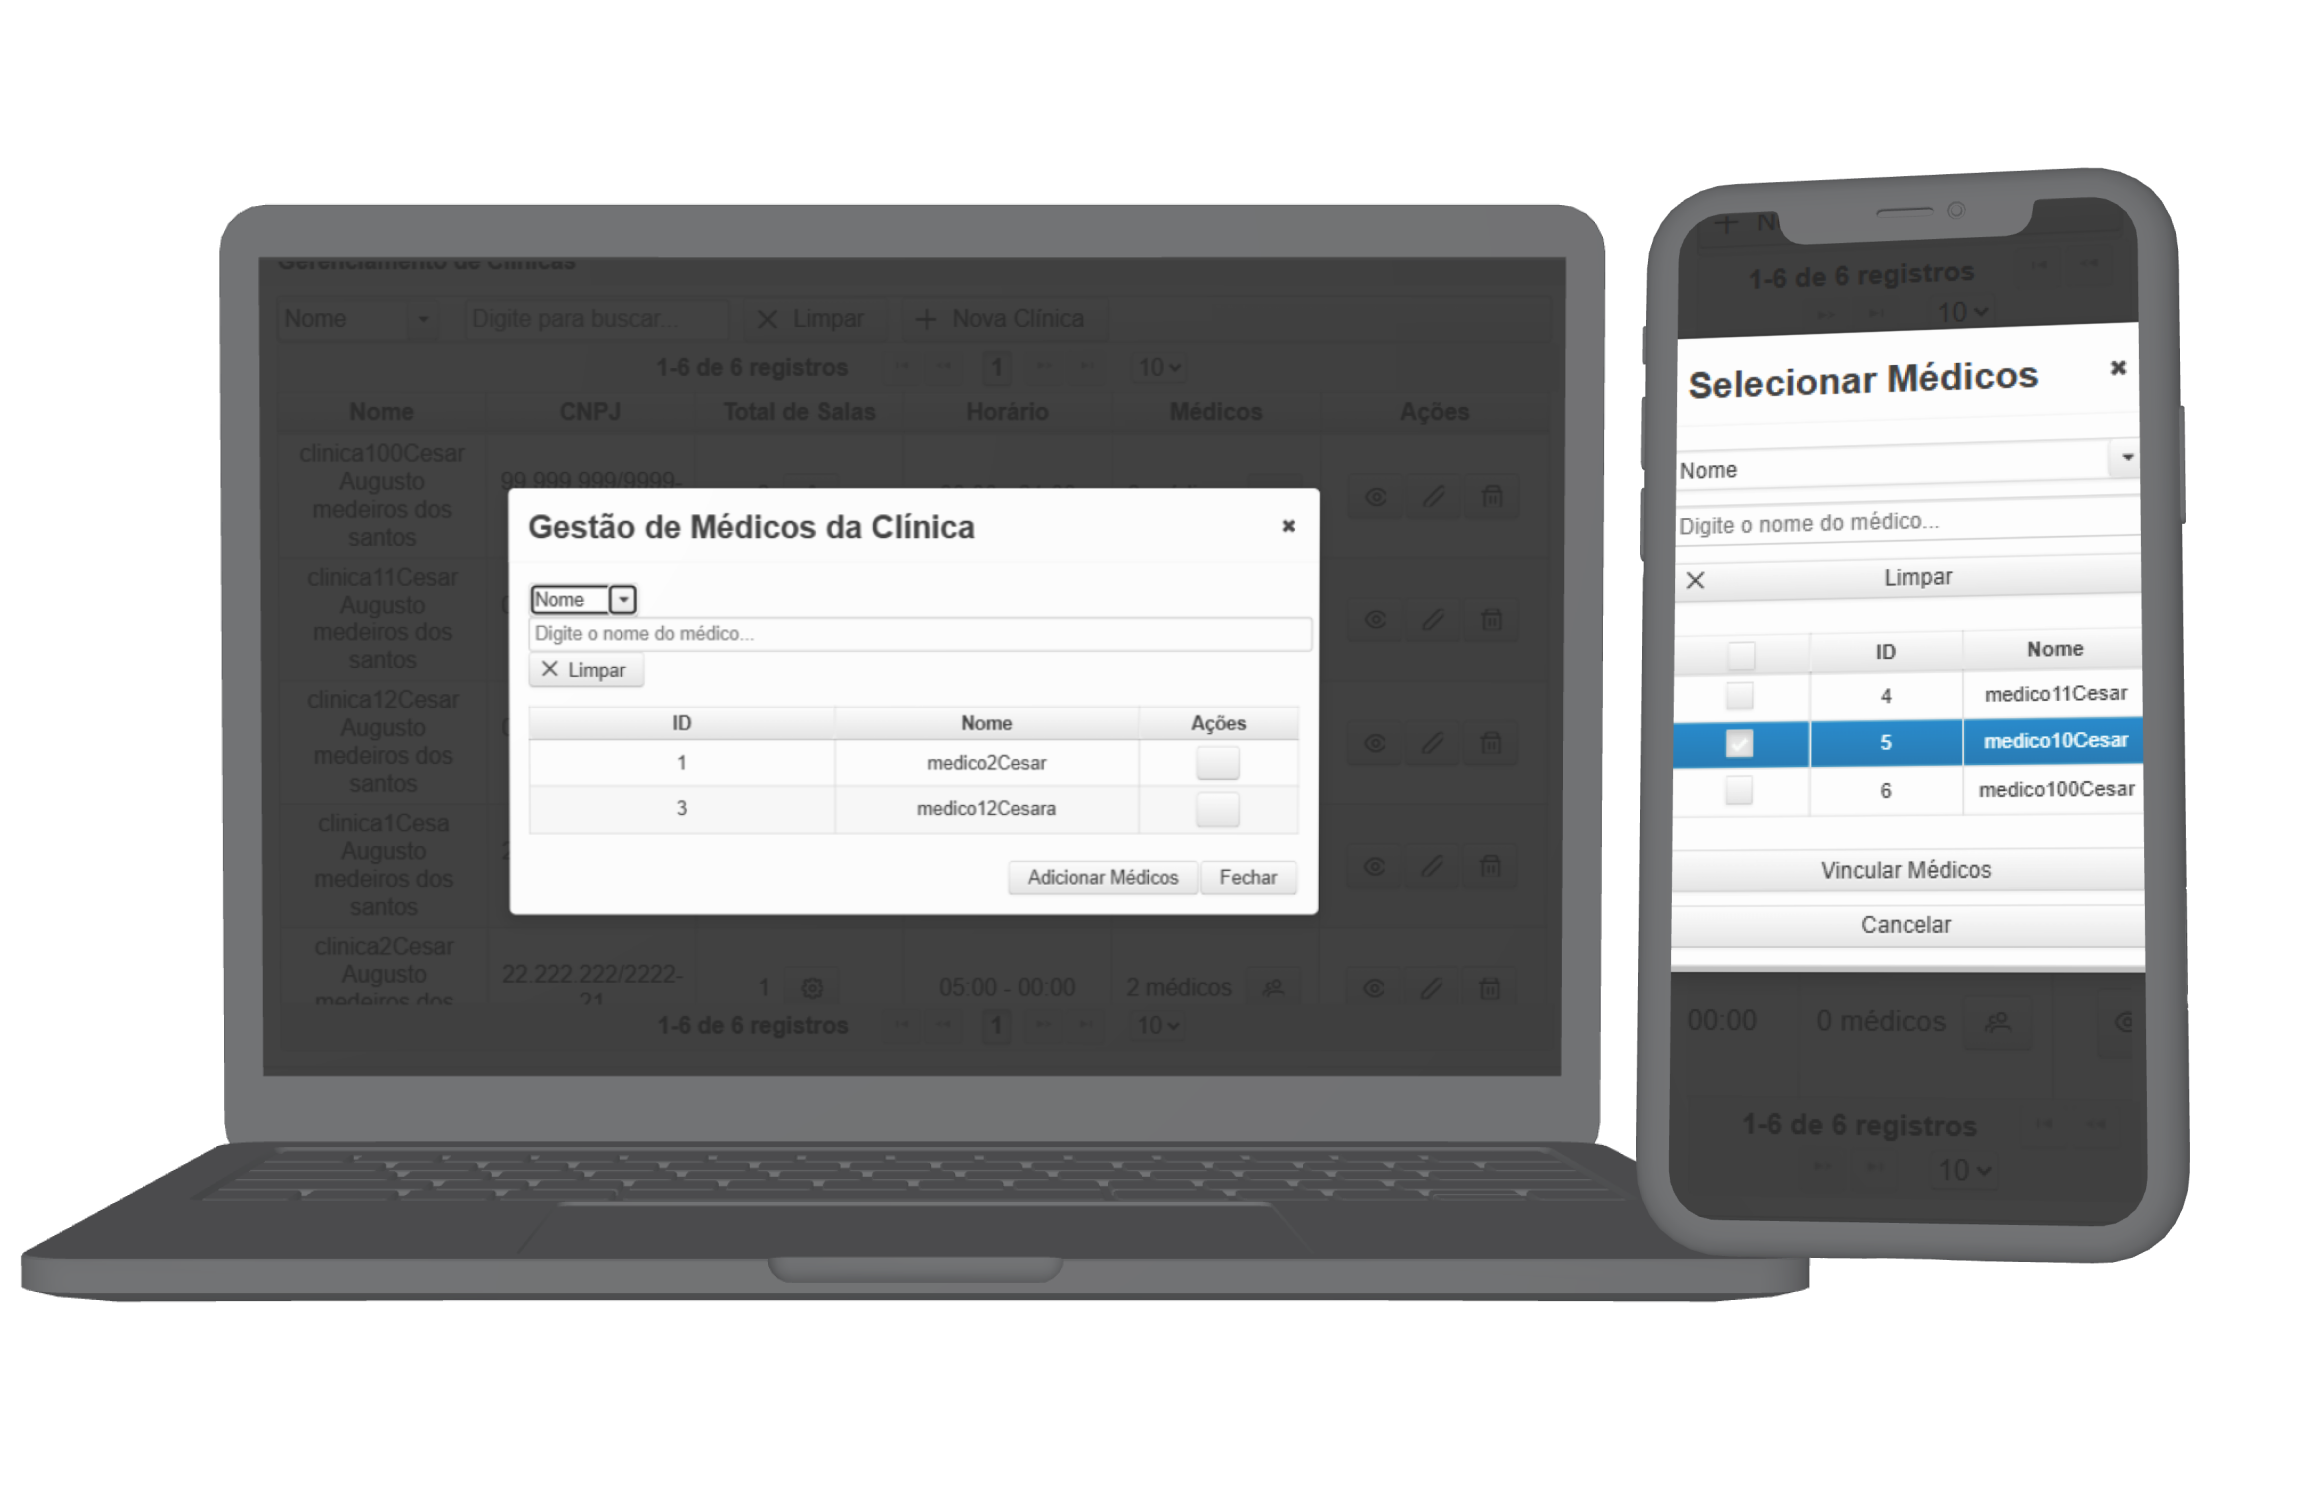 Gerenciamento de Clínicas
Nome
Digite para buscar...
Limpar
Nova Clínica
1-6 de 6 registros
1
10
Nome CNPJ Total de Salas Horário Médicos Ações
clinica100Cesar
Augusto
medeiros dos
santos
99.999.999/9999-
clinica11Cesar
Augusto
medeiros dos
santos
clinica12Cesar
Augusto
medeiros dos
santos
clinica1Cesa
Augusto
medeiros dos
santos
clinica2Cesar
Augusto
medeiros dos
22.222.222/2222-
21
1
05:00 - 00:00
2 médicos
1-6 de 6 registros
1
10
Gestão de Médicos da Clínica
Nome
Digite o nome do médico...
Limpar
ID Nome Ações
1 medico2Cesar
3 medico12Cesara
Adicionar Médicos
Fechar
1-6 de 6 registros
10
Selecionar Médicos
Nome
Digite o nome do médico...
Limpar
ID Nome
4 medico11Cesar
5 medico10Cesar
6 medico100Cesar
Vincular Médicos
Cancelar
00:00
0 médicos
1-6 de 6 registros
10